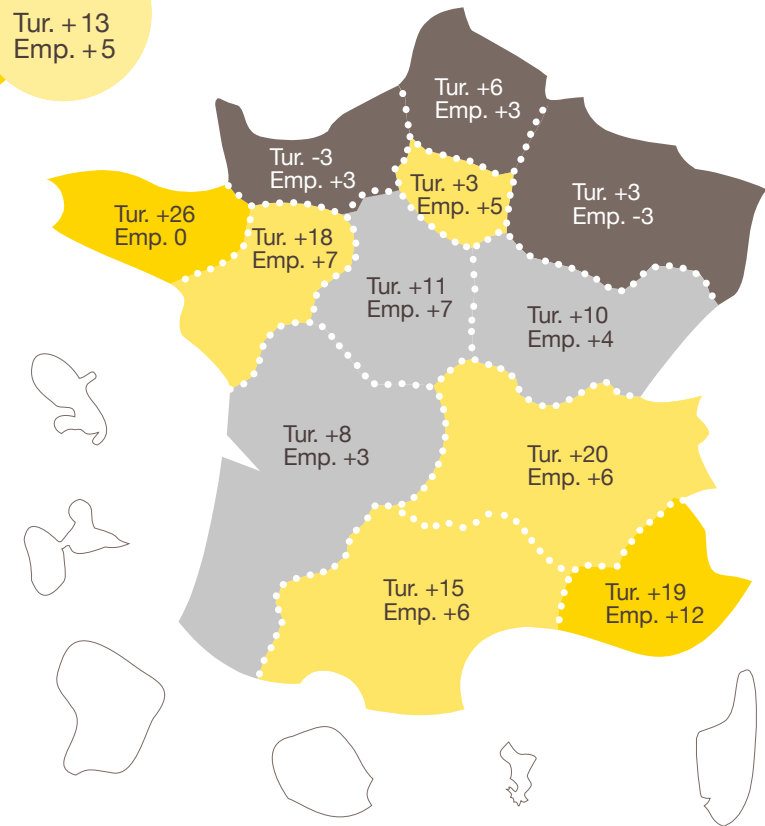 Tur. +13
Emp. +5
Tur. +6
Emp. +3
Tur. -3
Emp. +3
Tur. +3
Emp. +5
Tur. +3
Emp. -3
Tur. +26
Emp. 0
Tur. +18
Emp. +7
Tur. +11
Emp. +7
Tur. +10
Emp. +4
Tur. +8
Emp. +3
Tur. +20
Emp. +6
Tur. +15
Emp. +6
Tur. +19
Emp. +12